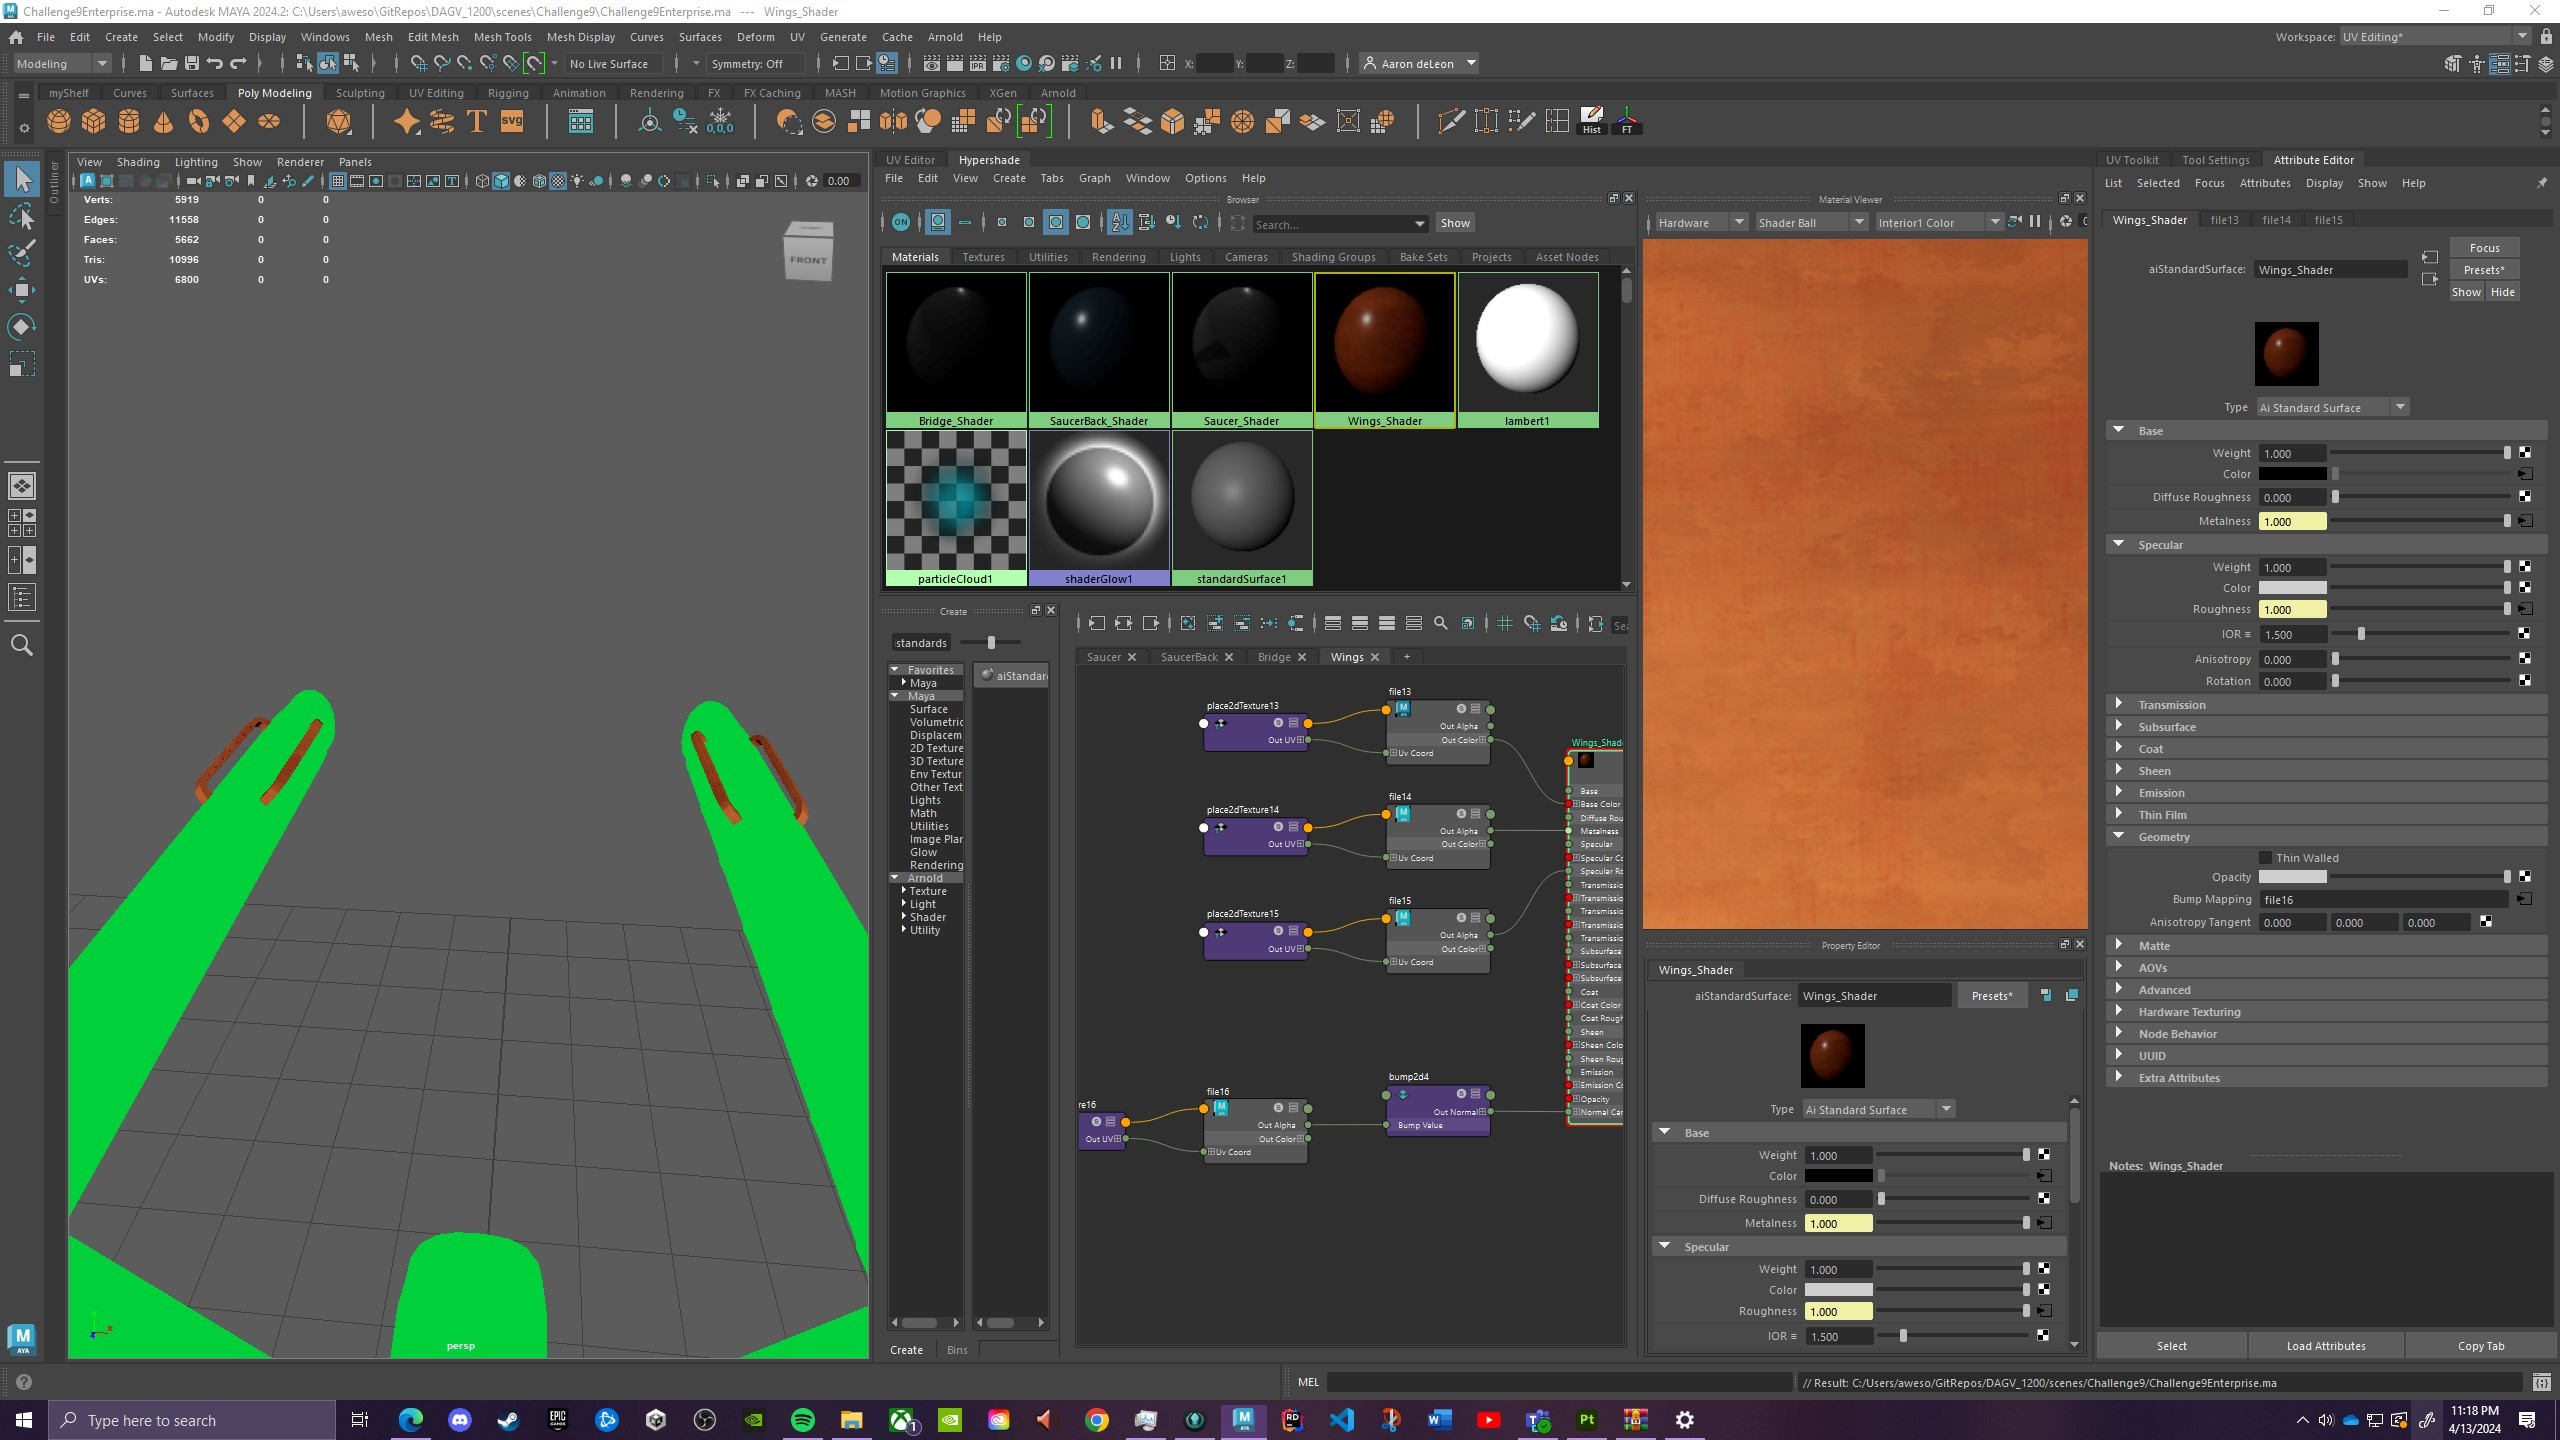 Challenge9Enterprise.ma - Autodesk MAYA 2024.2: C:\Users\aweso\GitRepos\DAGV_1200\scenes\Challenge9\Challenge9Enterprise.ma --- Wings_Shader
File Edit Create Select Modify Display Windows Mesh Edit Mesh Mesh Tools Mesh Display Curves Surfaces Deform UV Generate Cache Arnold Help
Workspace: UV Editing*
Modeling
No Live Surface
Symmetry: Off
X: Y: Z:
Aaron deLeon
myShelf Curves Surfaces Poly Modeling Sculpting UV Editing Rigging Animation Rendering FX FX Caching MASH Motion Graphics XGen Arnold
SVG
0,0,0
Hist FT
Outliner
View Shading Lighting Show Renderer Panels
0.00
Verts: 5919 0 0
Edges: 11558 0 0
Faces: 5662 0 0
Tris: 10996 0 0
UVs: 6800 0 0
FRONT
persp
UV Editor Hypershade
File Edit View Create Tabs Graph Window Options Help
Browser
ON
Search...
Show
Materials Textures Utilities Rendering Lights Cameras Shading Groups Bake Sets Projects Asset Nodes
Bridge_Shader SaucerBack_Shader Saucer_Shader Wings_Shader lambert1
particleCloud1 shaderGlow1 standardSurface1
Create
standards
Favorites
Maya
Maya
Surface
Volumetric
Displacem
2D Texture
3D Texture
Env Textur
Other Text
Lights
Math
Utilities
Image Plan
Glow
Rendering
Arnold
Texture
Light
Shader
Utility
aiStandar
Create Bins
Saucer SaucerBack Bridge Wings +
place2dTexture13
Out UV
file13
Out Alpha
Out Color
Uv Coord
place2dTexture14
Out UV
file14
Out Alpha
Out Color
Uv Coord
place2dTexture15
Out UV
file15
Out Alpha
Out Color
Uv Coord
re16
Out UV
file16
Out Alpha
Out Color
Uv Coord
bump2d4
Out Normal
Bump Value
Wings_Shade
Base
Base Color
Diffuse Rou
Metalness
Specular
Specular Co
Specular Ro
Transmissio
Transmissio
Transmissio
Transmissio
Transmissio
Subsurface
Subsurface
Subsurface
Coat
Coat Color
Coat Rough
Sheen
Sheen Colo
Sheen Roug
Emission
Emission Co
Opacity
Normal Cam
Material Viewer
Hardware Shader Ball Interior1 Color
Property Editor
Wings_Shader
aiStandardSurface: Wings_Shader
Presets*
Type Ai Standard Surface
Base
Weight 1.000
Color
Diffuse Roughness 0.000
Metalness 1.000
Specular
Weight 1.000
Color
Roughness 1.000
IOR 1.500
UV Toolkit Tool Settings Attribute Editor
List Selected Focus Attributes Display Show Help
Wings_Shader file13 file14 file15
aiStandardSurface: Wings_Shader
Focus
Presets*
Show Hide
Type Ai Standard Surface
Base
Weight 1.000
Color
Diffuse Roughness 0.000
Metalness 1.000
Specular
Weight 1.000
Color
Roughness 1.000
IOR 1.500
Anisotropy 0.000
Rotation 0.000
Transmission
Subsurface
Coat
Sheen
Emission
Thin Film
Geometry
Thin Walled
Opacity
Bump Mapping file16
Anisotropy Tangent 0.000 0.000 0.000
Matte
AOVs
Advanced
Hardware Texturing
Node Behavior
UUID
Extra Attributes
Notes: Wings_Shader
Select Load Attributes Copy Tab
MEL
// Result: C:/Users/aweso/GitRepos/DAGV_1200/scenes/Challenge9/Challenge9Enterprise.ma
Type here to search
11:18 PM
4/13/2024